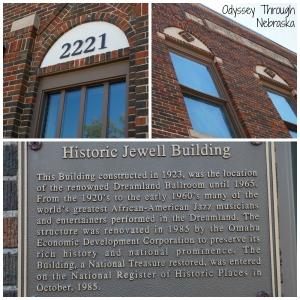 Odyssey Through
Nebraska
2221
Historic Jewell Building
This Building constructed in 1923, was the location
of the renowned Dreamland Ballroom until 1965.
From the 1920's to the early 1960's many of the
world's greatest African-American Jazz musicians
and entertainers performed in the Dreamland. The
structure was renovated in 1985 by the Omaha
Economic Development Corporation to preserve its
rich history and national prominence. The
Building, a National Treasure restored, was entered
on the National Register of Historic Places in
October, 1985.